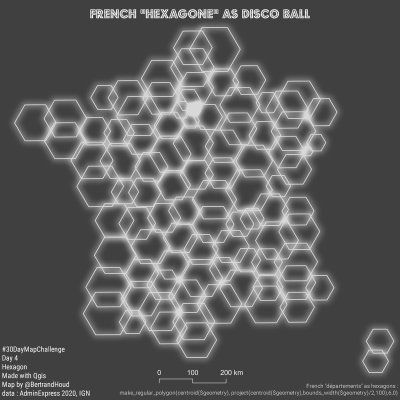 FRENCH "HEXAGONE" AS DISCO BALL
#30DayMapChallenge
Day 4
Hexagon
Made with Qgis
Map by @BertrandHoud
data : AdminExpress 2020, IGN
0 100 200 km
French "départements" as hexagons :
make_regular_polygon(centroid($geometry), project(centroid($geometry),bounds_width($geometry)/2,100),6,0)